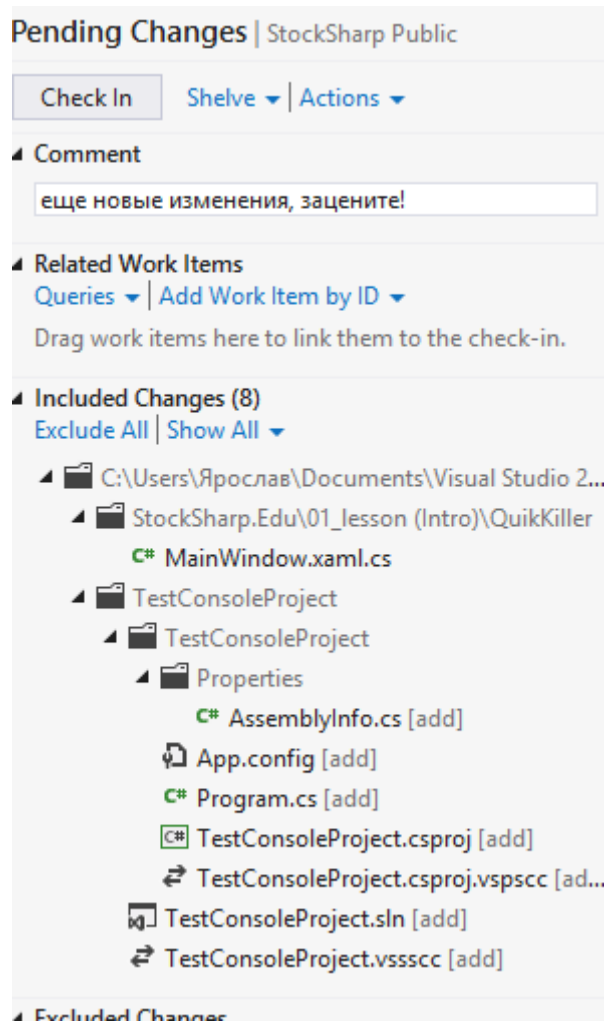 Pending Changes | StockSharp Public
Check In Shelve Actions
Comment
еще новые изменения, зацените!
Related Work Items
Queries Add Work Item by ID
Drag work items here to link them to the check-in.
Included Changes (8)
Exclude All Show All
C:\Users\Ярослав\Documents\Visual Studio 2...
StockSharp.Edu\01_lesson (Intro)\QuikKiller
C# MainWindow.xaml.cs
TestConsoleProject
TestConsoleProject
Properties
C# AssemblyInfo.cs [add]
App.config [add]
C# Program.cs [add]
C# TestConsoleProject.csproj [add]
TestConsoleProject.csproj.vspscc [ad...
TestConsoleProject.sln [add]
TestConsoleProject.vssscc [add]
Excluded Changes